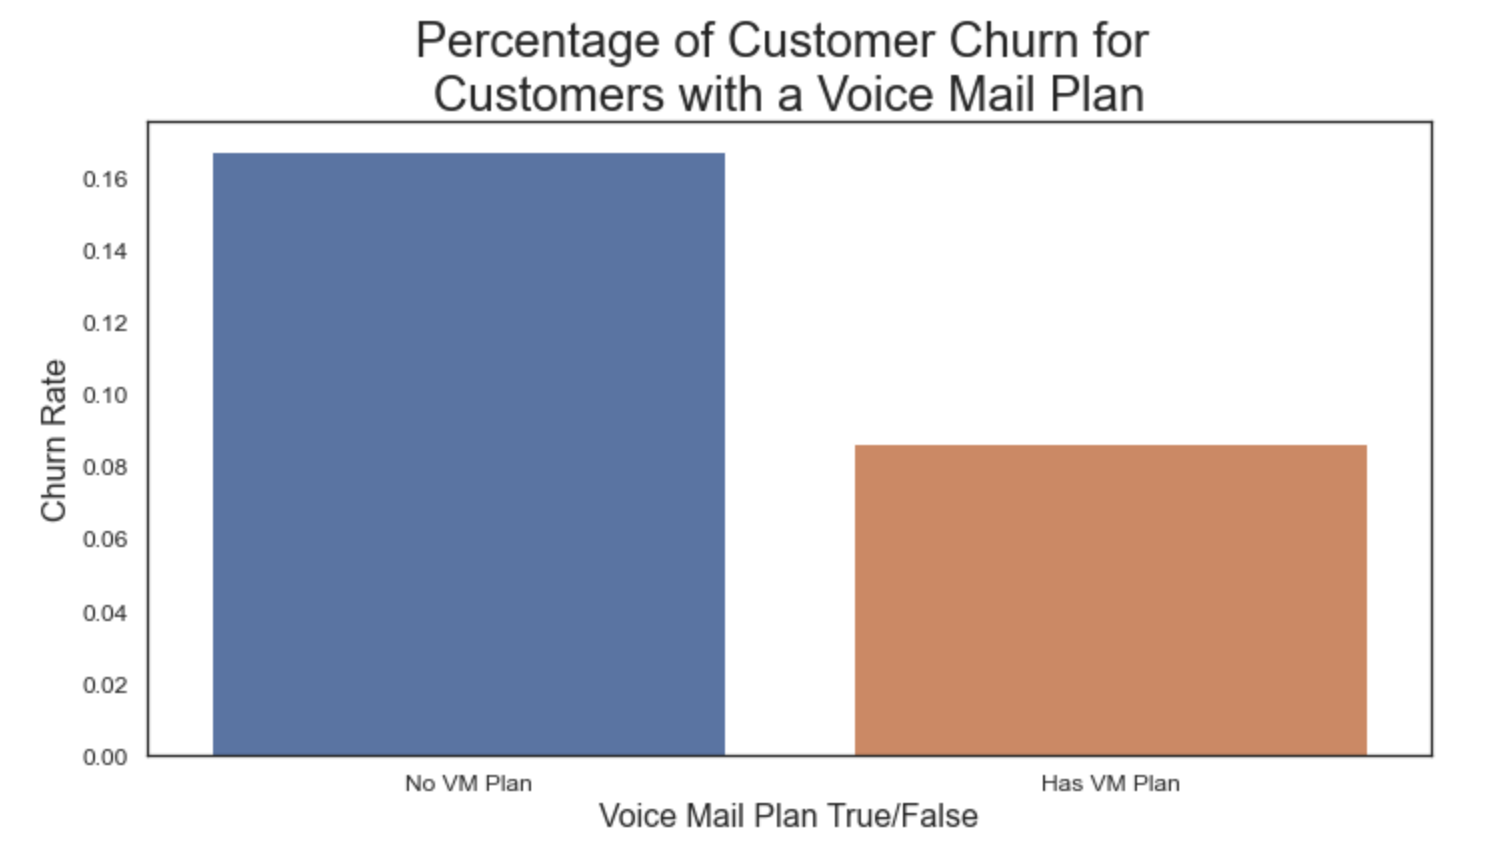 Percentage of Customer Churn for
Customers with a Voice Mail Plan
0.16
0.14
0.12
0.10
0.08
0.06
0.04
0.02
0.00
Churn Rate
No VM Plan
Has VM Plan
Voice Mail Plan True/False